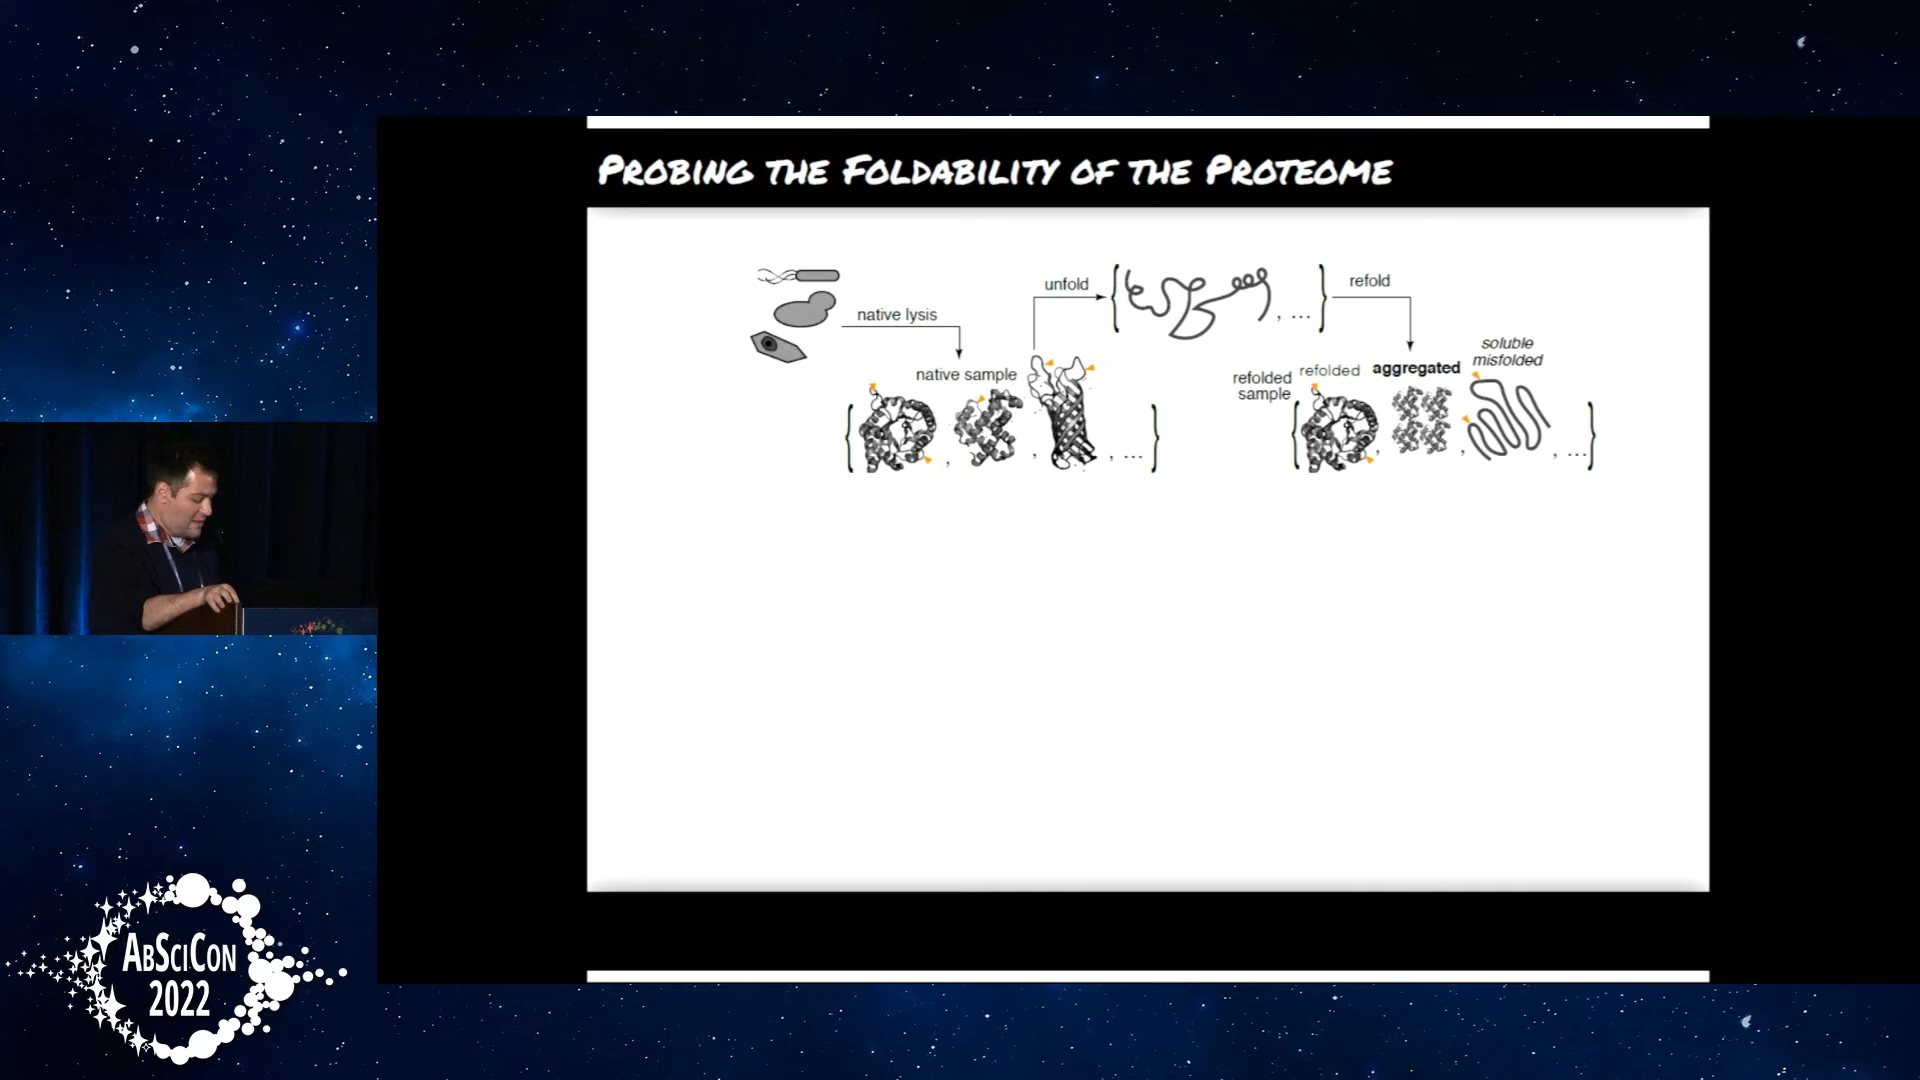 PROBING THE FOLDABILITY OF THE PROTEOME
native lysis
native sample
unfold
, ...
refold
refolded
sample
refolded
aggregated
soluble
misfolded
, , , ...
, , , ...
ABSCICON
2022